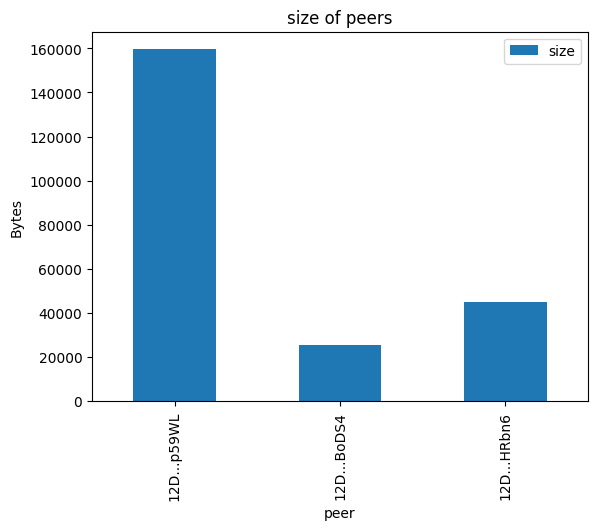 size of peers
size
Bytes
160000
140000
120000
100000
80000
60000
40000
20000
0
12D...p59WL
12D...BoDS4
12D...HRbn6
peer